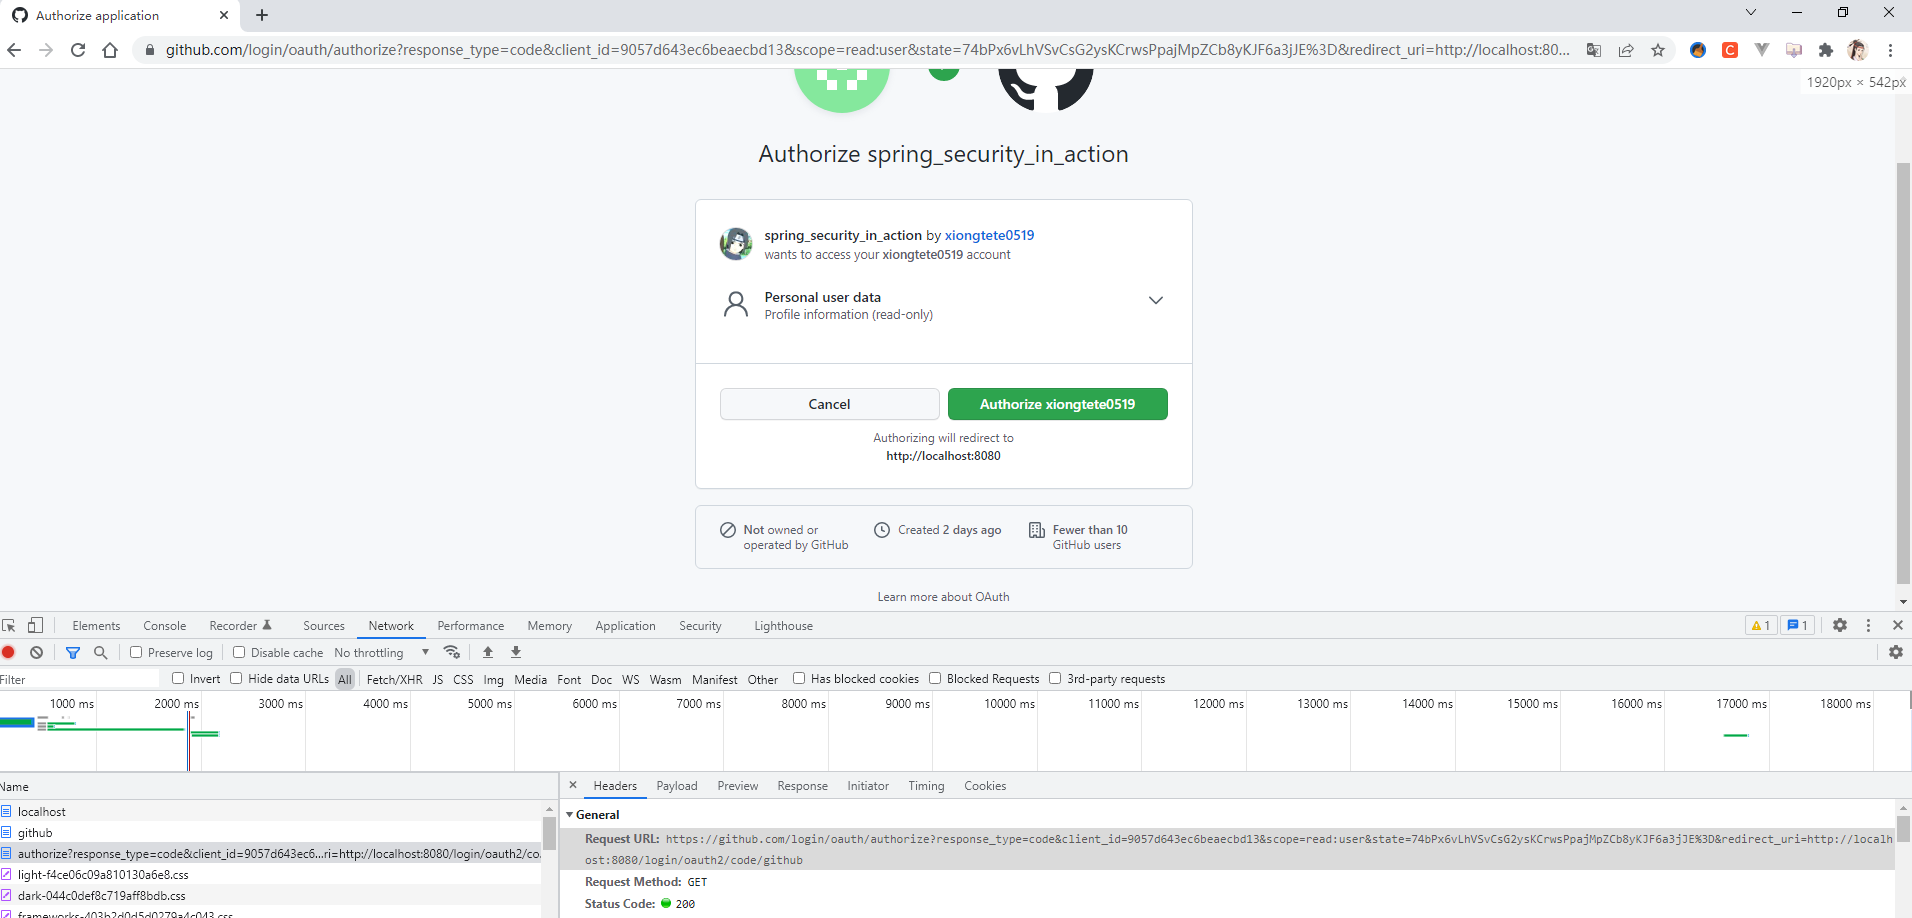 Authorize application
github.com/login/oauth/authorize?response_type=code&client_id=9057d643ec6beaecbd13&scope=read:user&state=74bPx6vLhVSvCsG2ysKCrwsPpajMpZCb8yKJF6a3jJE%3D&redirect_uri=http://localhost:80...
1920px × 542px
Authorize spring_security_in_action
spring_security_in_action by xiongtete0519
wants to access your xiongtete0519 account
Personal user data
Profile information (read-only)
Cancel
Authorize xiongtete0519
Authorizing will redirect to
http://localhost:8080
Not owned or
operated by GitHub
Created 2 days ago
Fewer than 10
GitHub users
Learn more about OAuth
Elements Console Recorder Sources Network Performance Memory Application Security Lighthouse 1 1
Preserve log Disable cache No throttling
Filter Invert Hide data URLs All Fetch/XHR JS CSS Img Media Font Doc WS Wasm Manifest Other Has blocked cookies Blocked Requests 3rd-party requests
1000 ms 2000 ms 3000 ms 4000 ms 5000 ms 6000 ms 7000 ms 8000 ms 9000 ms 10000 ms 11000 ms 12000 ms 13000 ms 14000 ms 15000 ms 16000 ms 17000 ms 18000 ms
Name
localhost
github
authorize?response_type=code&client_id=9057d643ec6...ri=http://localhost:8080/login/oauth2/co...
light-f4ce06c09a810130a6e8.css
dark-044c0def8c719aff8bdb.css
frameworks-403b2d0d5d0279a4c043.css
Headers Payload Preview Response Initiator Timing Cookies
General
Request URL: https://github.com/login/oauth/authorize?response_type=code&client_id=9057d643ec6beaecbd13&scope=read:user&state=74bPx6vLhVSvCsG2ysKCrwsPpajMpZCb8yKJF6a3jJE%3D&redirect_uri=http://local
host:8080/login/oauth2/code/github
Request Method: GET
Status Code: 200